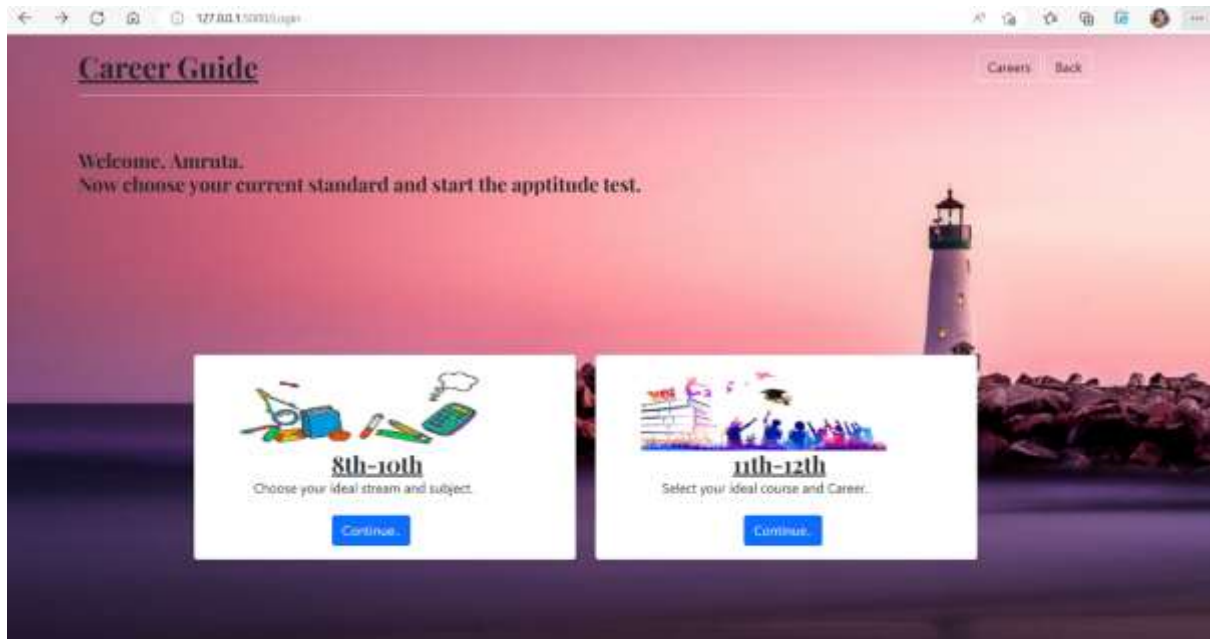 127.0.0.1:5000/login
Career Guide
Careers Back
Welcome, Amruta.
Now choose your current standard and start the apptitude test.
8th-10th
Choose your ideal stream and subject.
Continue..
11th-12th
Select your ideal course and Career..
Continue..